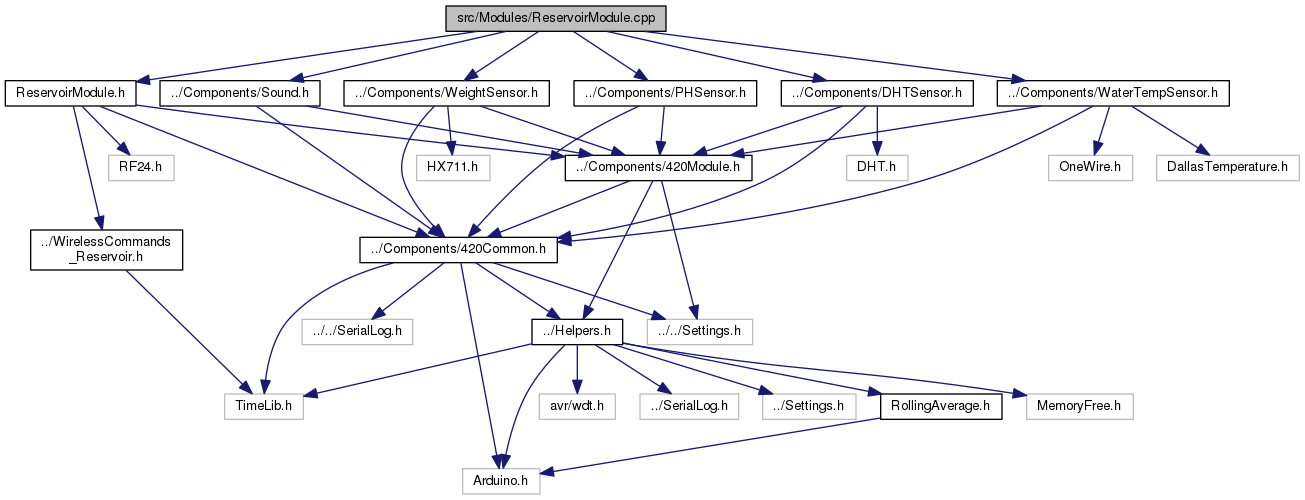 src/Modules/ReservoirModule.cpp
ReservoirModule.h
../Components/Sound.h
../Components/WeightSensor.h
../Components/PHSensor.h
../Components/DHTSensor.h
../Components/WaterTempSensor.h
RF24.h
HX711.h
../Components/420Module.h
DHT.h
OneWire.h
DallasTemperature.h
../WirelessCommands
_Reservoir.h
../Components/420Common.h
../../SerialLog.h
../Helpers.h
../../Settings.h
TimeLib.h
avr/wdt.h
../SerialLog.h
../Settings.h
RollingAverage.h
MemoryFree.h
Arduino.h